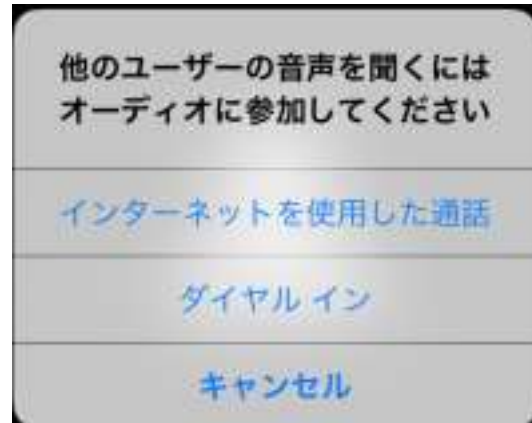 他のユーザーの音声を聞くには
オーディオに参加してください
インターネットを使用した通話
ダイヤル イン
キャンセル